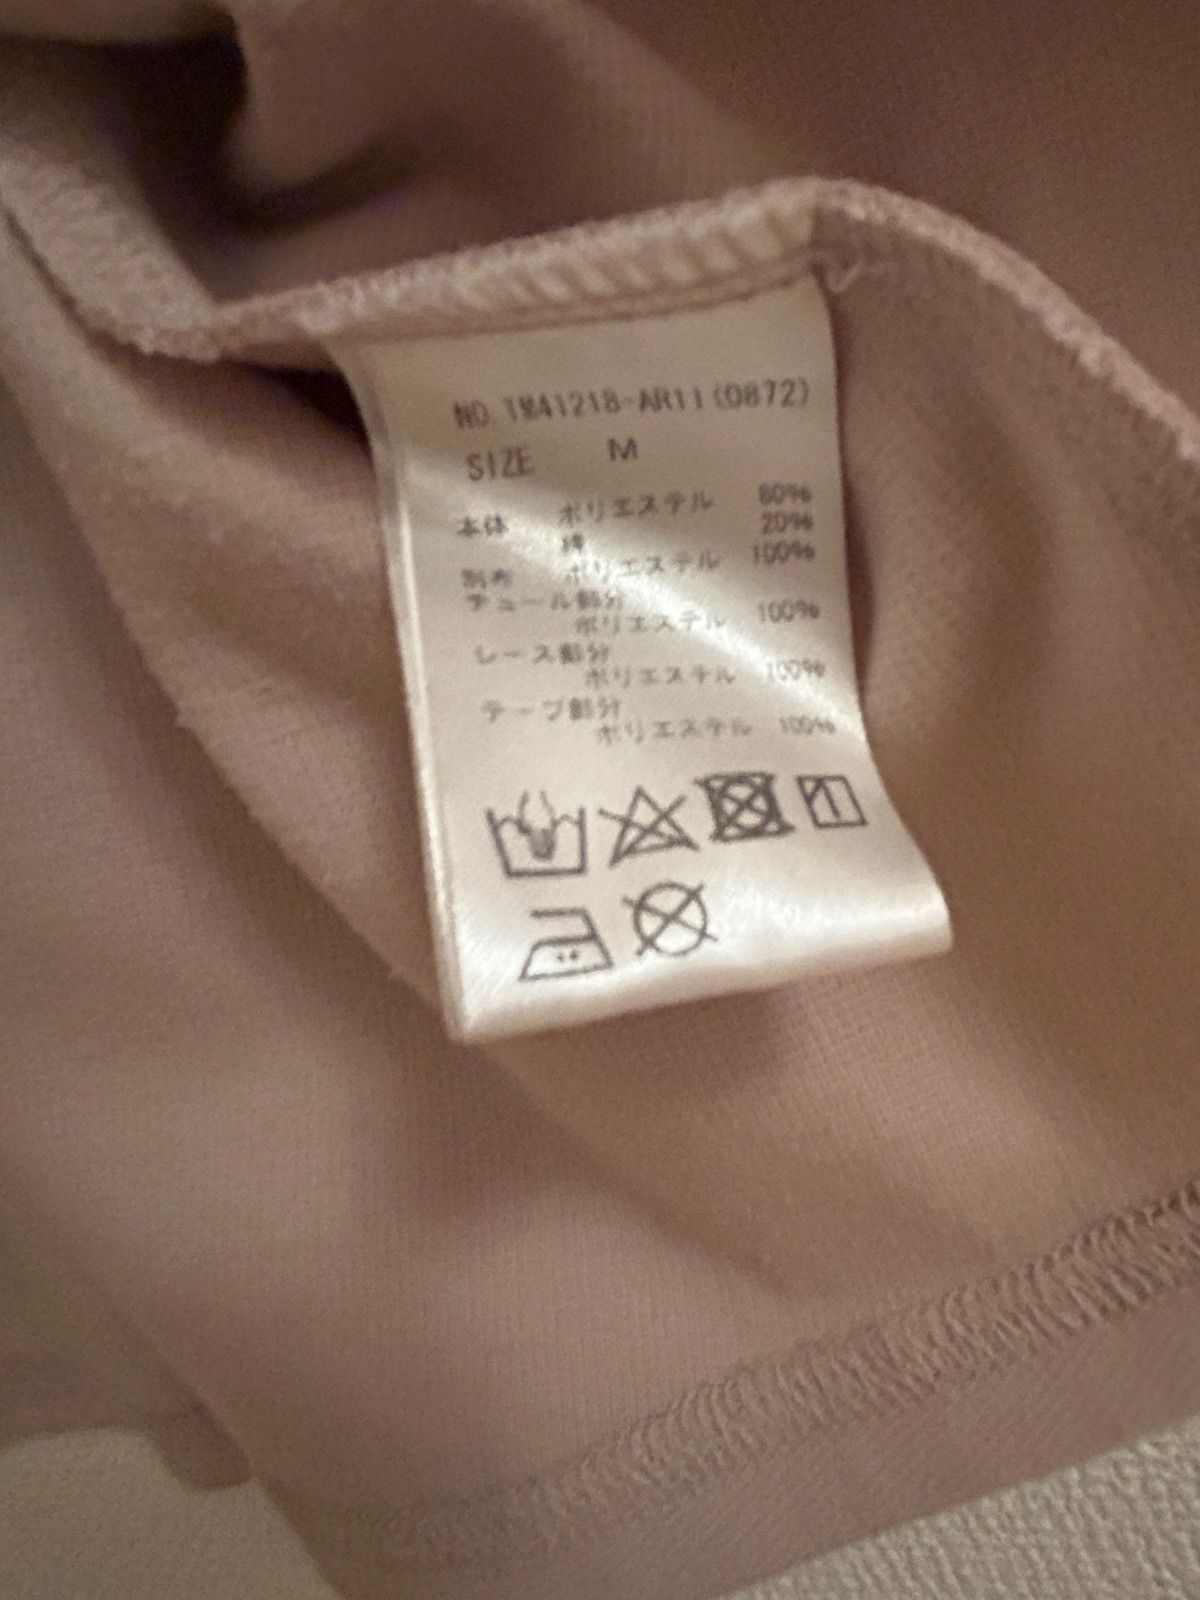 NO.TM41218-AR11(0872)
SIZE M
本体 ポリエステル 80%
綿 20%
別布 ポリエステル 100%
チュール部分
ポリエステル 100%
レース部分
ポリエステル 100%
テープ部分
ポリエステル 100%